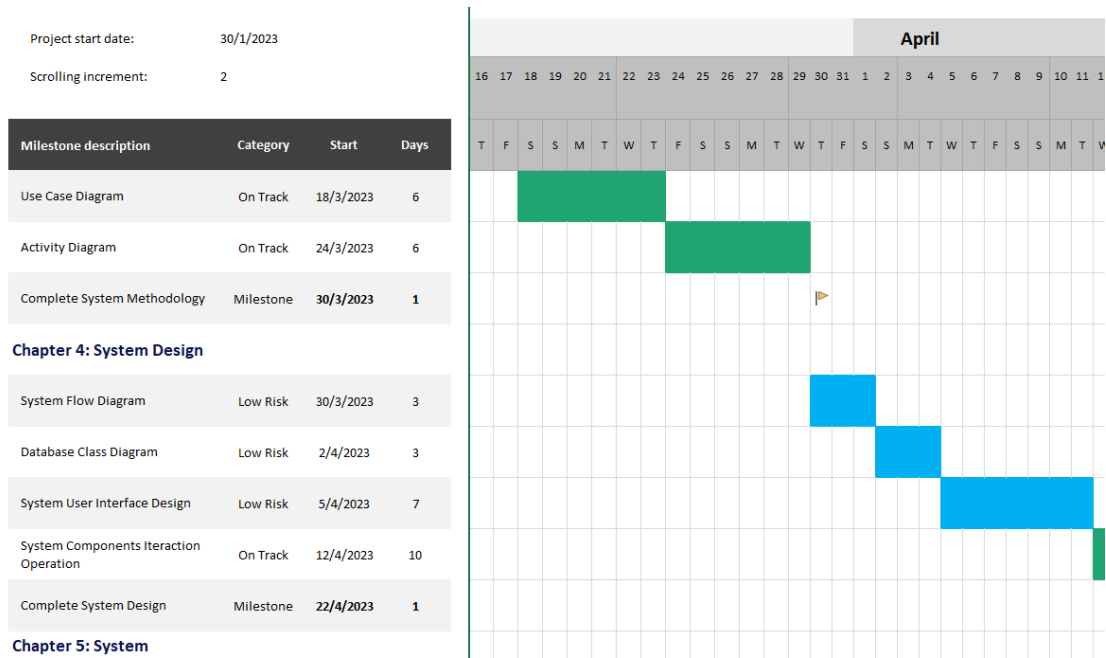 Project start date: 30/1/2023
April
Scrolling increment: 2
16 17 18 19 20 21 22 23 24 25 26 27 28 29 30 31 1 2 3 4 5 6 7 8 9 10 11
Milestone description Category Start Days
T F S S M T W T F S S M T W T F S S M T W T F S S M T W
Use Case Diagram On Track 18/3/2023 6
Activity Diagram On Track 24/3/2023 6
Complete System Methodology Milestone 30/3/2023 1
Chapter 4: System Design
System Flow Diagram Low Risk 30/3/2023 3
Database Class Diagram Low Risk 2/4/2023 3
System User Interface Design Low Risk 5/4/2023 7
System Components Iteraction
Operation On Track 12/4/2023 10
Complete System Design Milestone 22/4/2023 1
Chapter 5: System